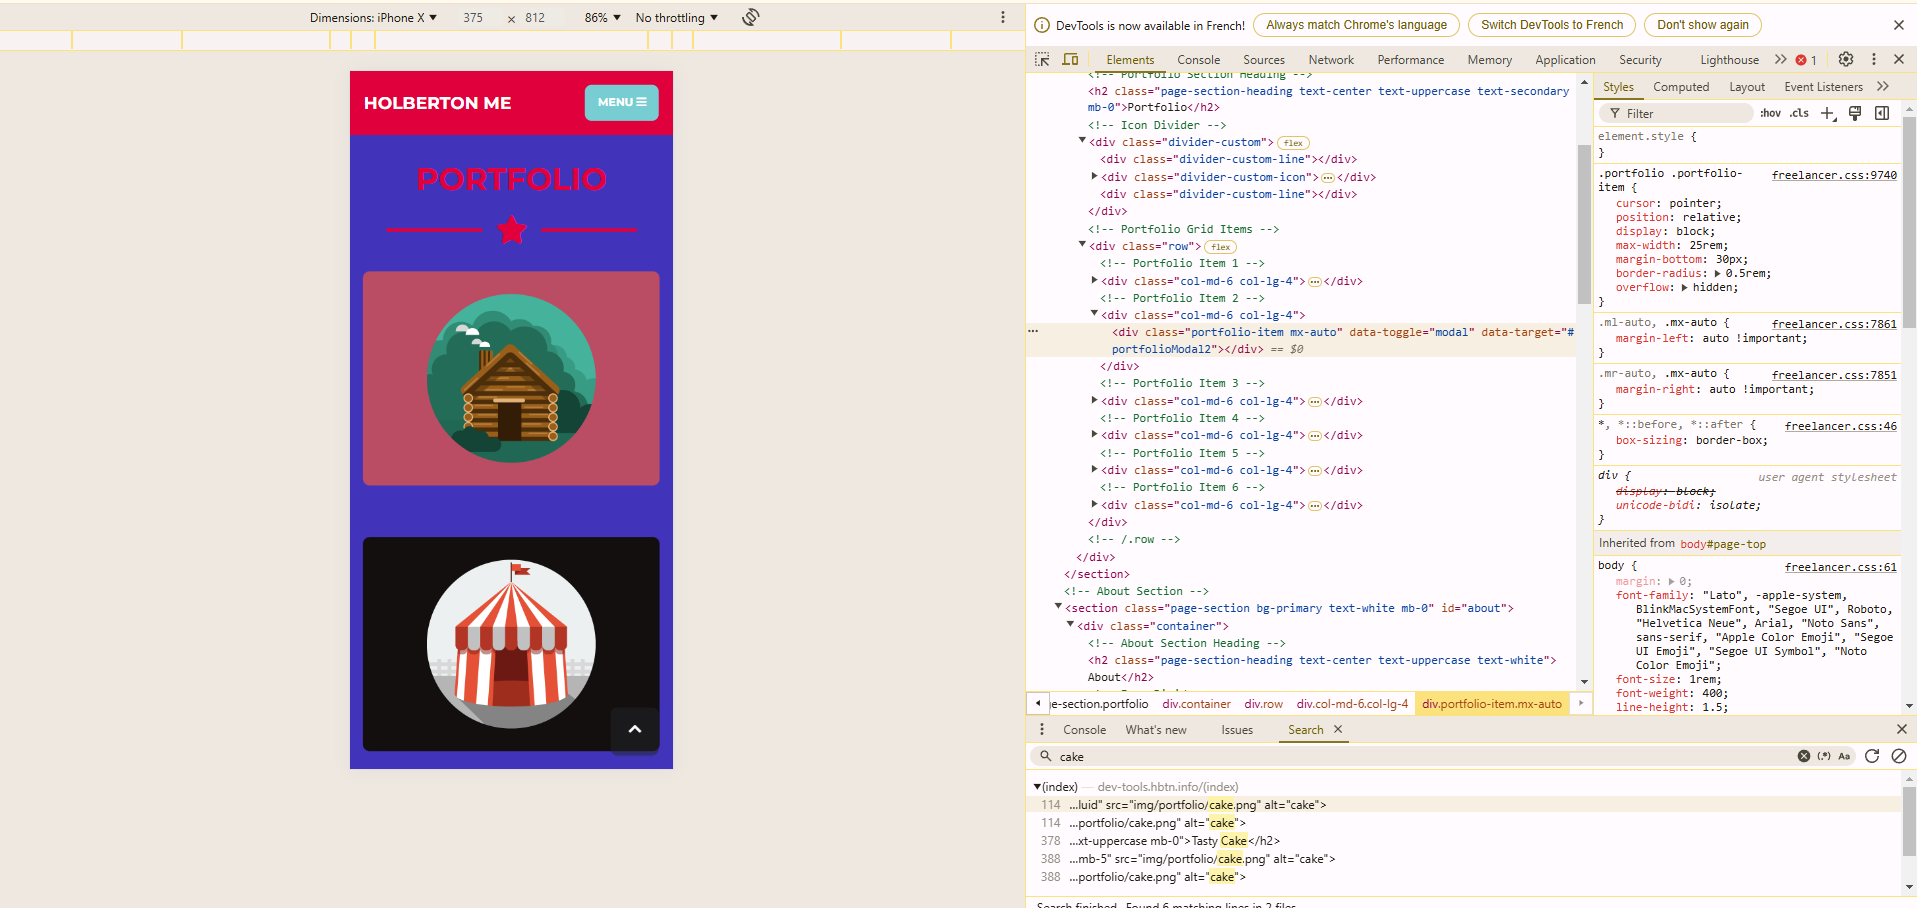 Dimensions: iPhone X ▼ 375 × 812 86% ▼ No throttling ▼
HOLBERTON ME
MENU ☰
PORTFOLIO
DevTools is now available in French! Always match Chrome's language Switch DevTools to French Don't show again
Elements Console Sources Network Performance Memory Application Security Lighthouse 1
<!-- Portfolio Section Heading -->
<h2 class="page-section-heading text-center text-uppercase text-secondary
mb-0">Portfolio</h2>
<!-- Icon Divider -->
<div class="divider-custom"> flex
<div class="divider-custom-line"></div>
<div class="divider-custom-icon">…</div>
<div class="divider-custom-line"></div>
</div>
<!-- Portfolio Grid Items -->
<div class="row"> flex
<!-- Portfolio Item 1 -->
<div class="col-md-6 col-lg-4">…</div>
<!-- Portfolio Item 2 -->
<div class="col-md-6 col-lg-4">
<div class="portfolio-item mx-auto" data-toggle="modal" data-target="#
portfolioModal2"></div> == $0
</div>
<!-- Portfolio Item 3 -->
<div class="col-md-6 col-lg-4">…</div>
<!-- Portfolio Item 4 -->
<div class="col-md-6 col-lg-4">…</div>
<!-- Portfolio Item 5 -->
<div class="col-md-6 col-lg-4">…</div>
<!-- Portfolio Item 6 -->
<div class="col-md-6 col-lg-4">…</div>
</div>
<!-- /.row -->
</div>
</section>
<!-- About Section -->
<section class="page-section bg-primary text-white mb-0" id="about">
<div class="container">
<!-- About Section Heading -->
<h2 class="page-section-heading text-center text-uppercase text-white">
About</h2>
ge-section.portfolio div.container div.row div.col-md-6.col-lg-4 div.portfolio-item.mx-auto
Styles Computed Layout Event Listeners
Filter :hov .cls
element.style {
}
.portfolio .portfolio- freelancer.css:9740
item {
cursor: pointer;
position: relative;
display: block;
max-width: 25rem;
margin-bottom: 30px;
border-radius: 0.5rem;
overflow: hidden;
}
.ml-auto, .mx-auto { freelancer.css:7861
margin-left: auto !important;
}
.mr-auto, .mx-auto { freelancer.css:7851
margin-right: auto !important;
}
*, *::before, *::after { freelancer.css:46
box-sizing: border-box;
}
div { user agent stylesheet
display: block;
unicode-bidi: isolate;
}
Inherited from body#page-top
body { freelancer.css:61
margin: 0;
font-family: "Lato", -apple-system,
BlinkMacSystemFont, "Segoe UI", Roboto,
"Helvetica Neue", Arial, "Noto Sans",
sans-serif, "Apple Color Emoji", "Segoe
UI Emoji", "Segoe UI Symbol", "Noto
Color Emoji";
font-size: 1rem;
font-weight: 400;
line-height: 1.5;
Console What's new Issues Search
cake (.*) Aa
(index) — dev-tools.hbtn.info/(index)
114 ...luid" src="img/portfolio/cake.png" alt="cake">
114 ...portfolio/cake.png" alt="cake">
378 ...xt-uppercase mb-0">Tasty Cake</h2>
388 ...mb-5" src="img/portfolio/cake.png" alt="cake">
388 ...portfolio/cake.png" alt="cake">
Search finished. Found 6 matching lines in 2 files.